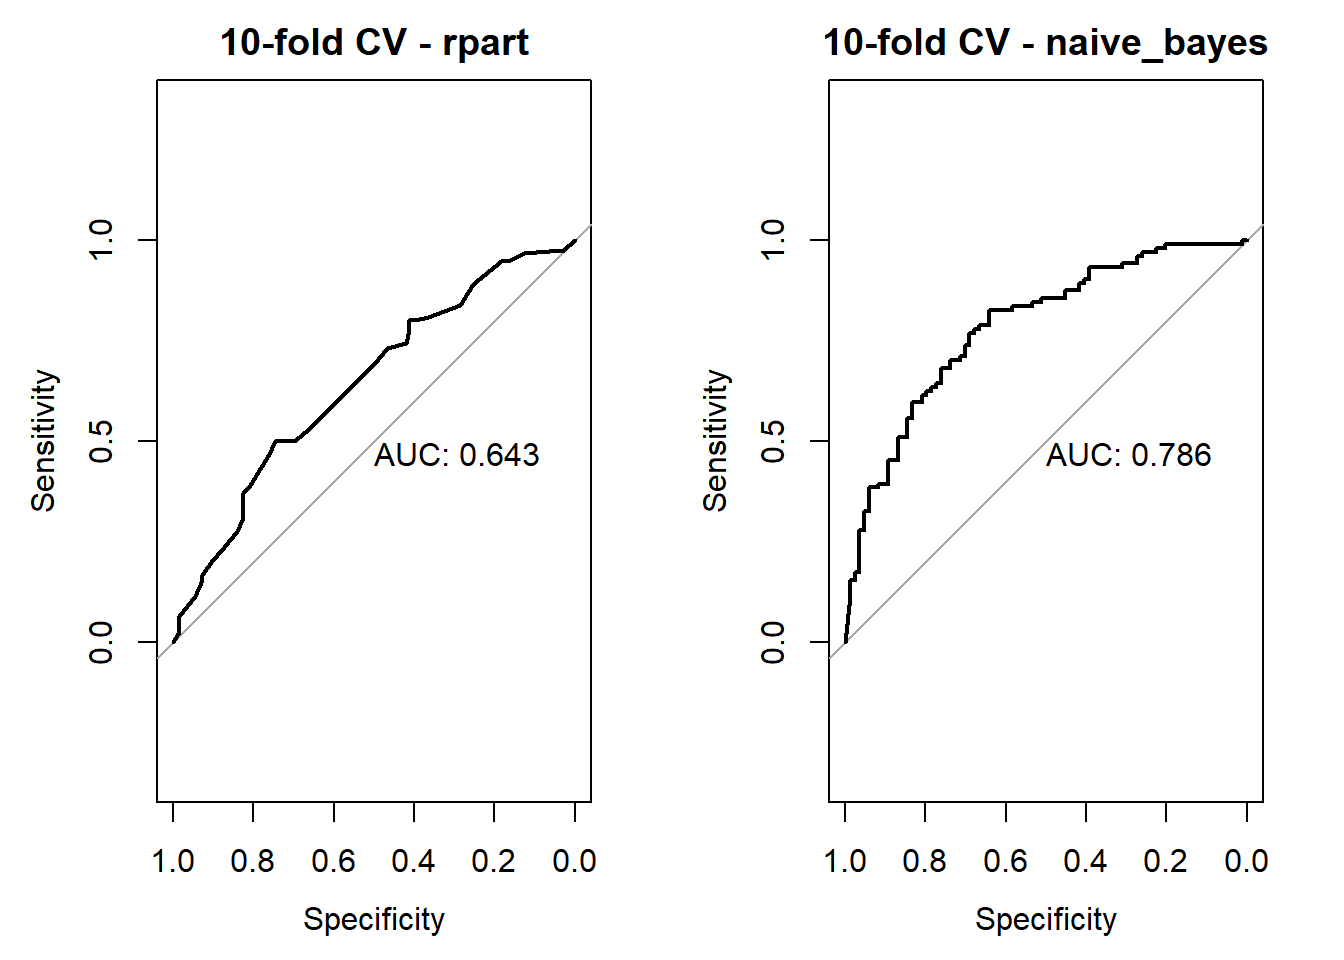 10-fold CV - rpart
1.0
0.5
0.0
Sensitivity
AUC: 0.643
1.0 0.8 0.6 0.4 0.2 0.0
Specificity
10-fold CV - naive_bayes
1.0
0.5
0.0
Sensitivity
AUC: 0.786
1.0 0.8 0.6 0.4 0.2 0.0
Specificity